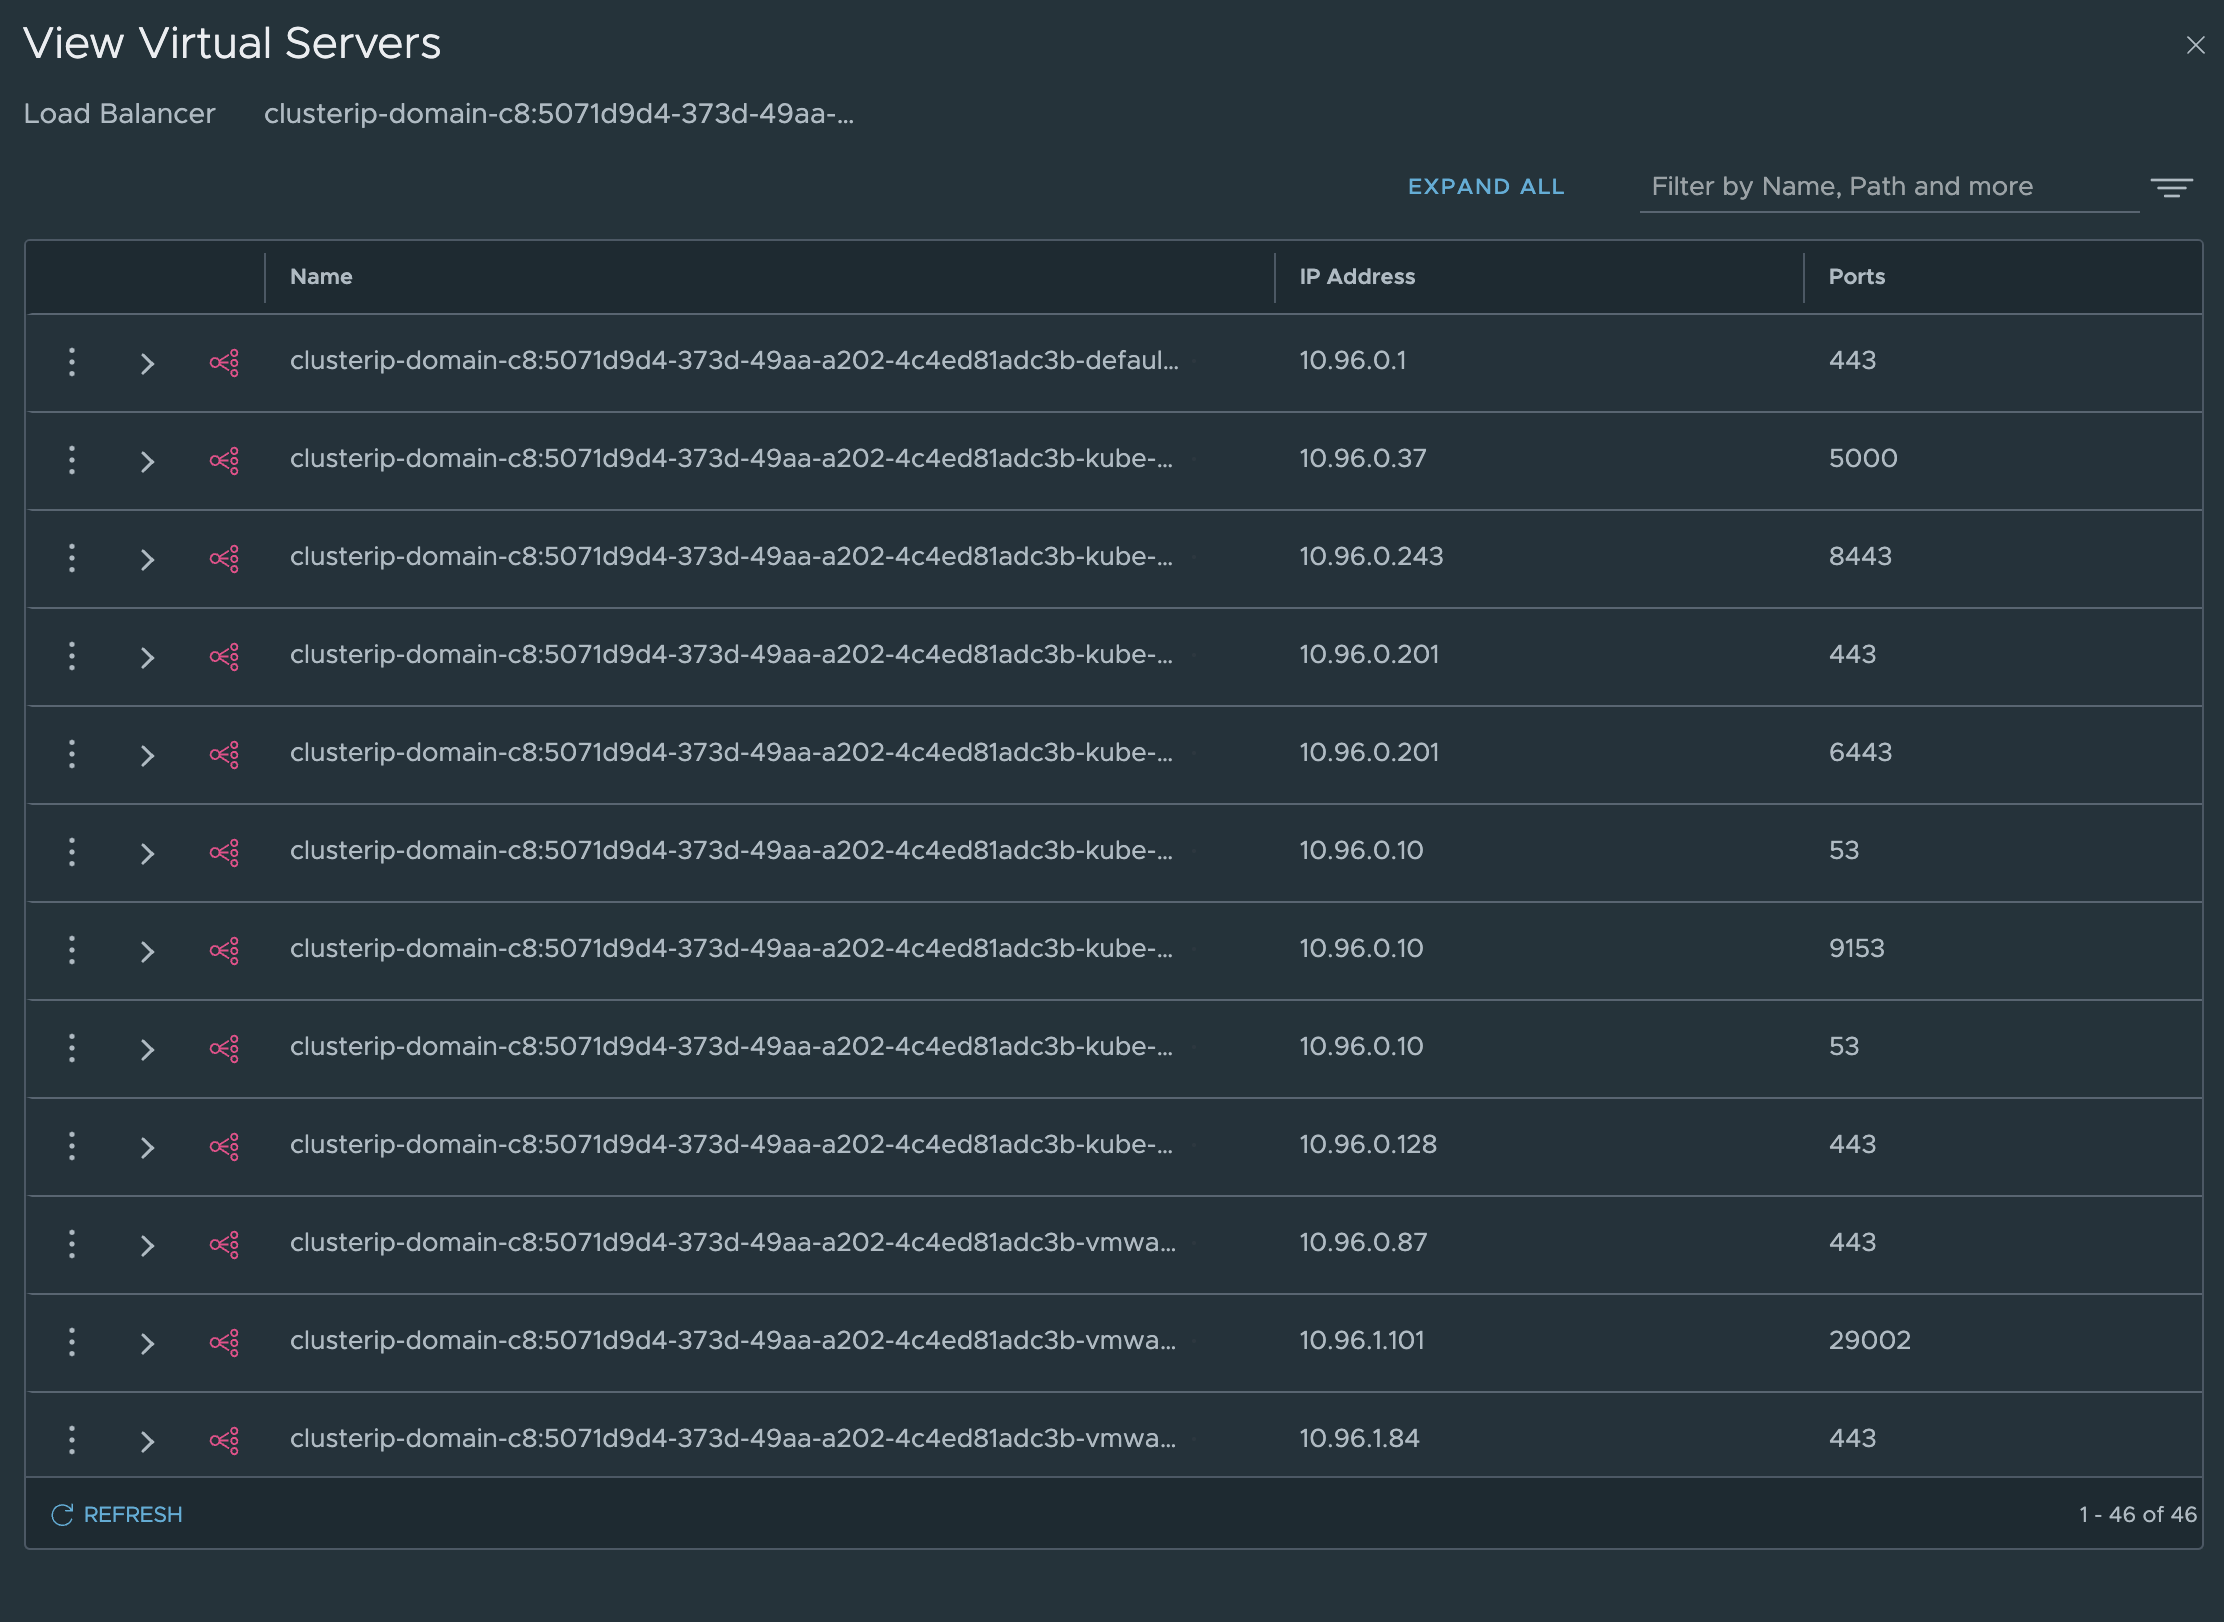 View Virtual Servers
Load Balancer clusterip-domain-c8:5071d9d4-373d-49aa-...
EXPAND ALL Filter by Name, Path and more
Name IP Address Ports
clusterip-domain-c8:5071d9d4-373d-49aa-a202-4c4ed81adc3b-defaul... 10.96.0.1 443
clusterip-domain-c8:5071d9d4-373d-49aa-a202-4c4ed81adc3b-kube-... 10.96.0.37 5000
clusterip-domain-c8:5071d9d4-373d-49aa-a202-4c4ed81adc3b-kube-... 10.96.0.243 8443
clusterip-domain-c8:5071d9d4-373d-49aa-a202-4c4ed81adc3b-kube-... 10.96.0.201 443
clusterip-domain-c8:5071d9d4-373d-49aa-a202-4c4ed81adc3b-kube-... 10.96.0.201 6443
clusterip-domain-c8:5071d9d4-373d-49aa-a202-4c4ed81adc3b-kube-... 10.96.0.10 53
clusterip-domain-c8:5071d9d4-373d-49aa-a202-4c4ed81adc3b-kube-... 10.96.0.10 9153
clusterip-domain-c8:5071d9d4-373d-49aa-a202-4c4ed81adc3b-kube-... 10.96.0.10 53
clusterip-domain-c8:5071d9d4-373d-49aa-a202-4c4ed81adc3b-kube-... 10.96.0.128 443
clusterip-domain-c8:5071d9d4-373d-49aa-a202-4c4ed81adc3b-vmwa... 10.96.0.87 443
clusterip-domain-c8:5071d9d4-373d-49aa-a202-4c4ed81adc3b-vmwa... 10.96.1.101 29002
clusterip-domain-c8:5071d9d4-373d-49aa-a202-4c4ed81adc3b-vmwa... 10.96.1.84 443
REFRESH 1 - 46 of 46